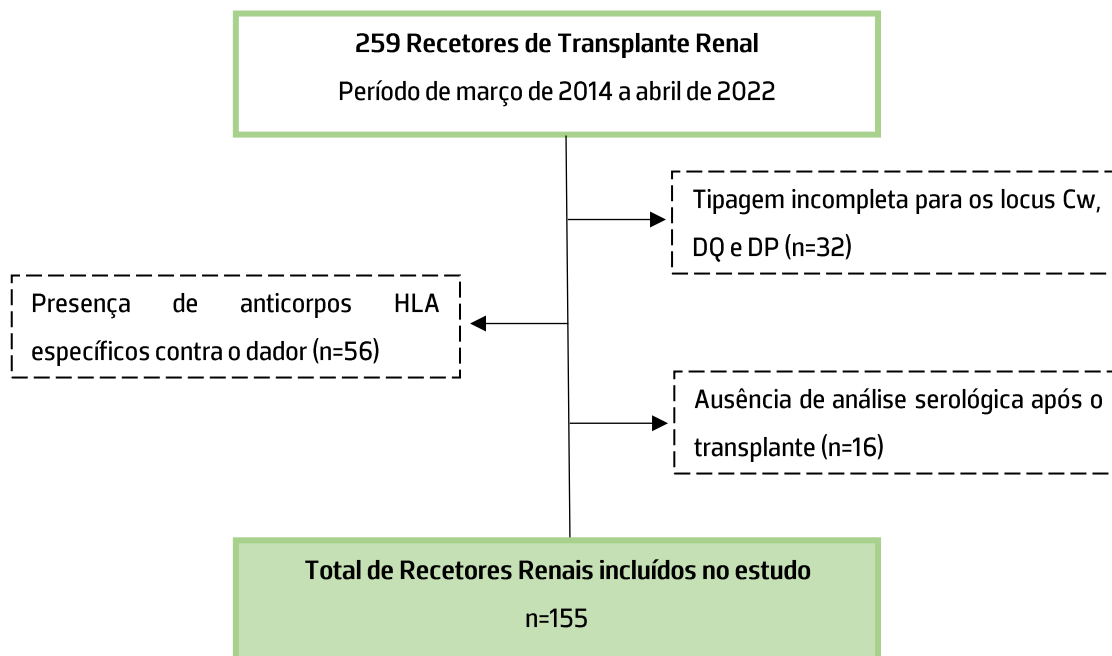 259 Recetores de Transplante Renal
Período de março de 2014 a abril de 2022
Tipagem incompleta para os locus Cw,
DQ e DP (n=32)
Presença de anticorpos HLA
específicos contra o dador (n=56)
Ausência de análise serológica após o
transplante (n=16)
Total de Recetores Renais incluídos no estudo
n=155